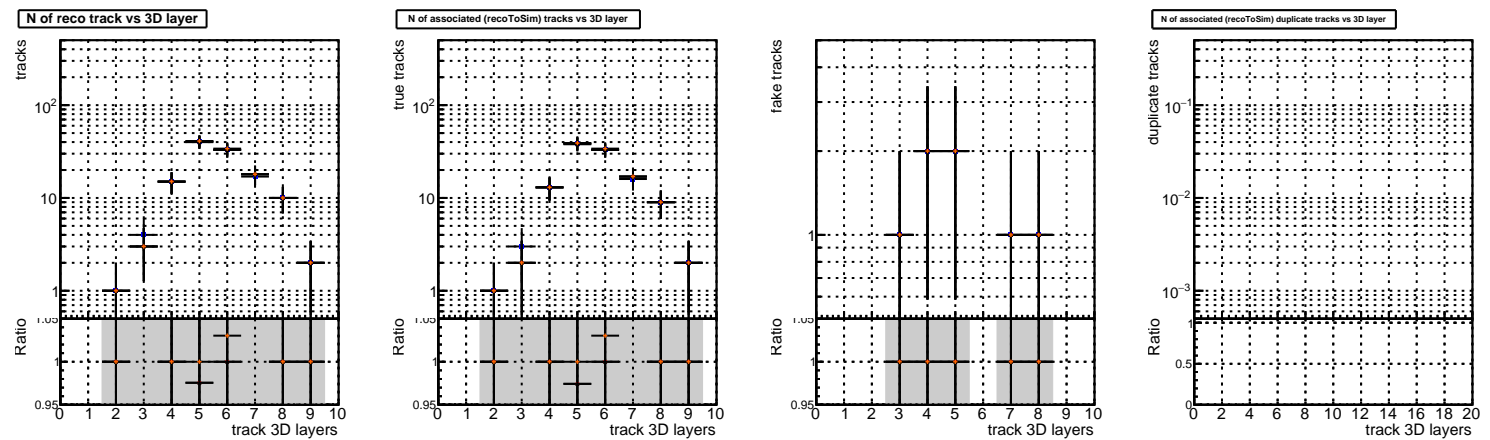 N of reco track vs 3D layer
tracks
10²
10
1
Ratio
1.05
1
0.95
0 1 2 3 4 5 6 7 8 9 10
track 3D layers
N of associated (recoToSim) tracks vs 3D layer
true tracks
10²
10
1
Ratio
1.05
1
0.95
0 1 2 3 4 5 6 7 8 9 10
track 3D layers
fake tracks
1
Ratio
1.05
1
0.95
0 1 2 3 4 5 6 7 8 9 10
track 3D layers
N of associated (recoToSim) duplicate tracks vs 3D layer
duplicate tracks
10⁻¹
10⁻²
10⁻³
Ratio
1
0.5
0
0 2 4 6 8 10 12 14 16 18 20
track 3D layers